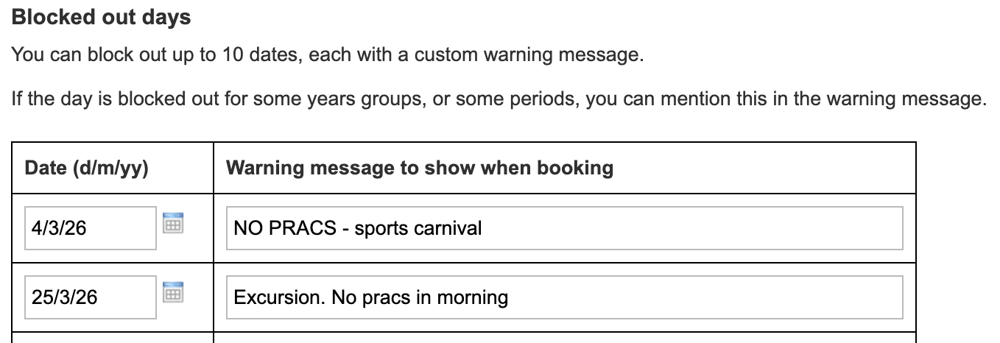 Blocked out days
You can block out up to 10 dates, each with a custom warning message.
If the day is blocked out for some years groups, or some periods, you can mention this in the warning message.
Date (d/m/yy) Warning message to show when booking
4/3/26 NO PRACS - sports carnival
25/3/26 Excursion. No pracs in morning